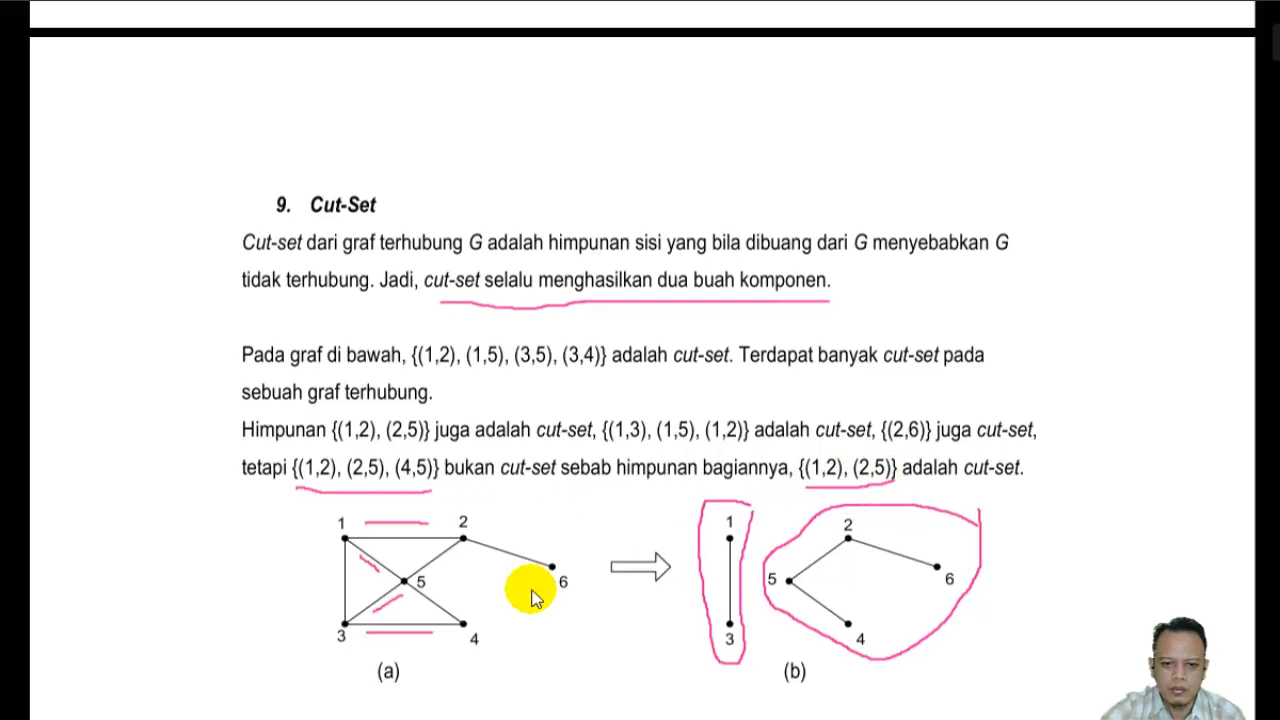 9. Cut-Set
Cut-set dari graf terhubung G adalah himpunan sisi yang bila dibuang dari G menyebabkan G
tidak terhubung. Jadi, cut-set selalu menghasilkan dua buah komponen.
Pada graf di bawah, {(1,2), (1,5), (3,5), (3,4)} adalah cut-set. Terdapat banyak cut-set pada
sebuah graf terhubung.
Himpunan {(1,2), (2,5)} juga adalah cut-set, {(1,3), (1,5), (1,2)} adalah cut-set, {(2,6)} juga cut-set,
tetapi {(1,2), (2,5), (4,5)} bukan cut-set sebab himpunan bagiannya, {(1,2), (2,5)} adalah cut-set.
1 2
5 6
3 4
(a)
1 2
5 6
3 4
(b)